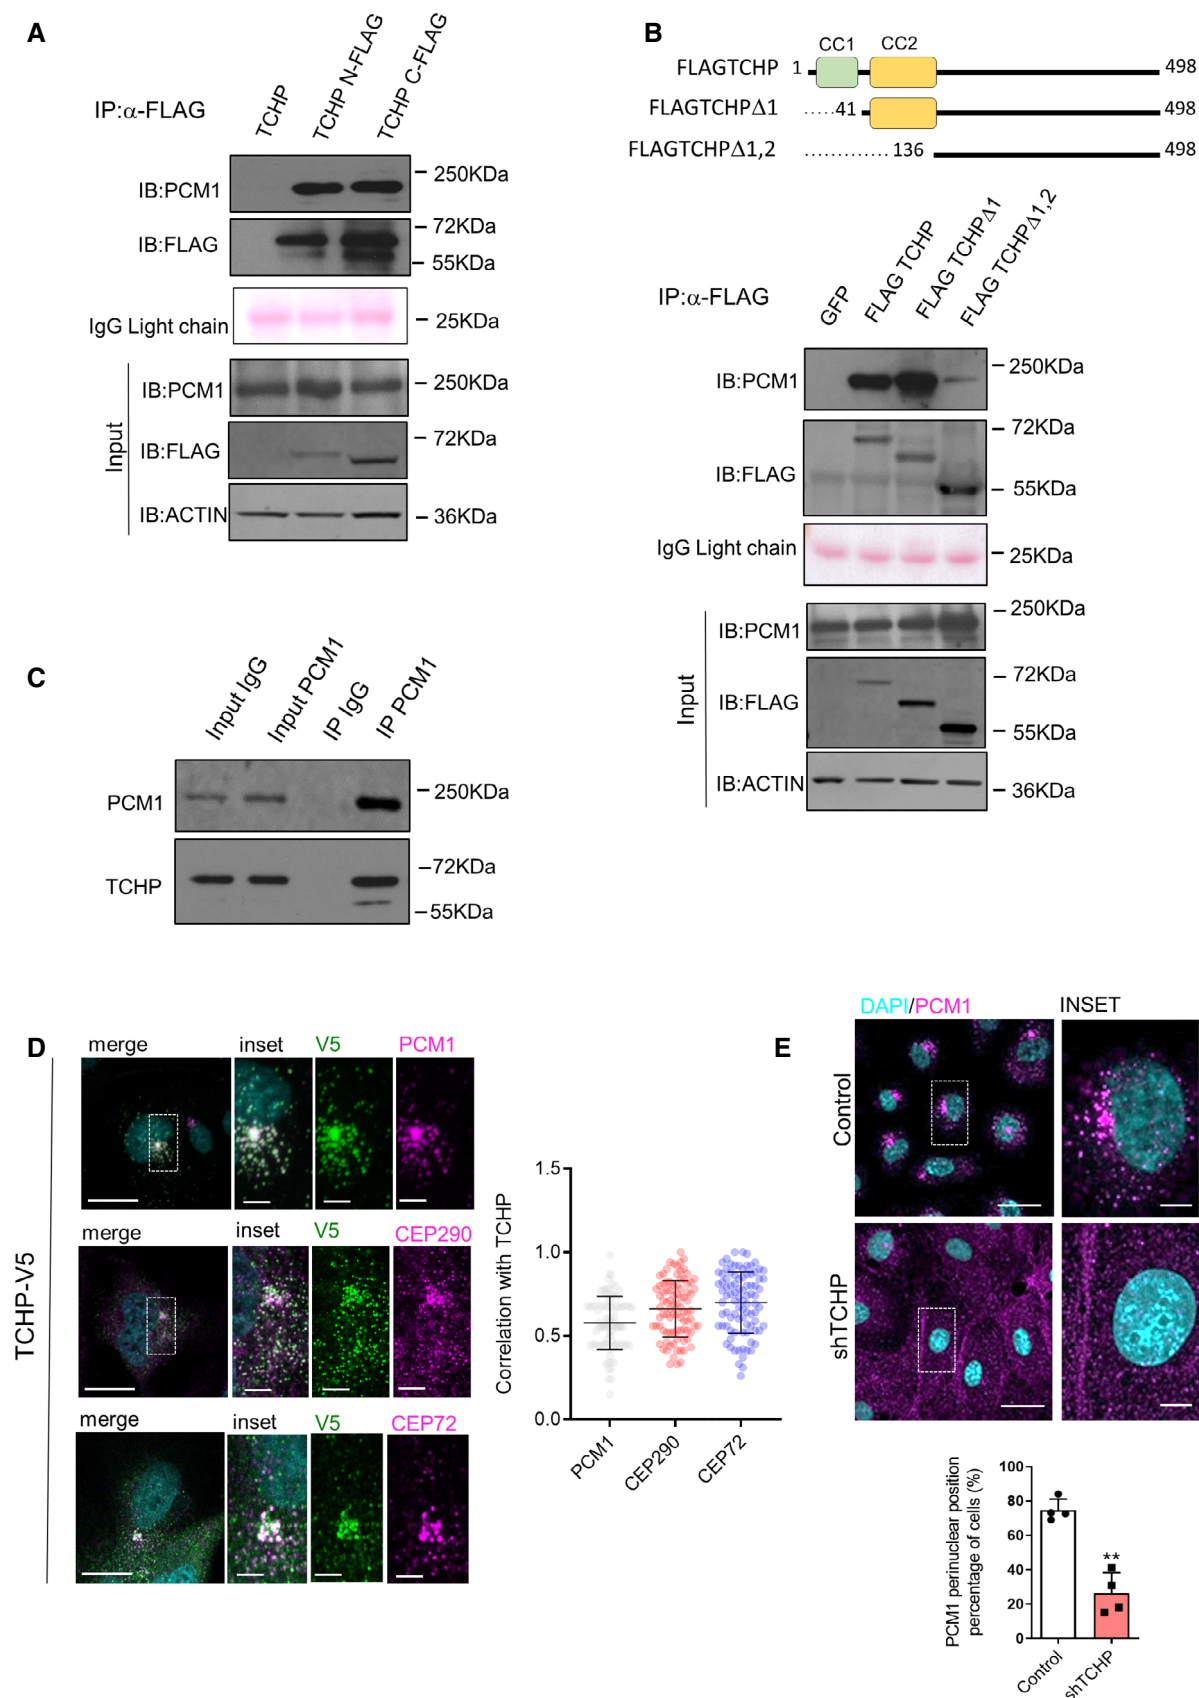 A
IP:α-FLAG
TCHP
TCHP N-FLAG
TCHP C-FLAG
IB:PCM1
250KDa
IB:FLAG
72KDa
55KDa
IgG Light chain
25KDa
Input
IB:PCM1
250KDa
IB:FLAG
72KDa
IB:ACTIN
36KDa
B
CC1
CC2
FLAGTCHP
1
498
FLAGTCHPΔ1
41
498
FLAGTCHPΔ1,2
136
498
IP:α-FLAG
GFP
FLAG TCHP
FLAG TCHPΔ1
FLAG TCHPΔ1,2
IB:PCM1
250KDa
IB:FLAG
72KDa
55KDa
IgG Light chain
25KDa
Input
IB:PCM1
250KDa
IB:FLAG
72KDa
55KDa
IB:ACTIN
36KDa
C
Input IgG
Input PCM1
IP IgG
IP PCM1
PCM1
250KDa
TCHP
72KDa
55KDa
D
TCHP-V5
merge
inset
V5
PCM1
merge
inset
V5
CEP290
merge
inset
V5
CEP72
Correlation with TCHP
1.5
1.0
0.5
0.0
PCM1
CEP290
CEP72
E
DAPI/PCM1
INSET
Control
shTCHP
PCM1 perinuclear position
percentage of cells (%)
100
80
60
40
20
0
**
Control
shTCHP